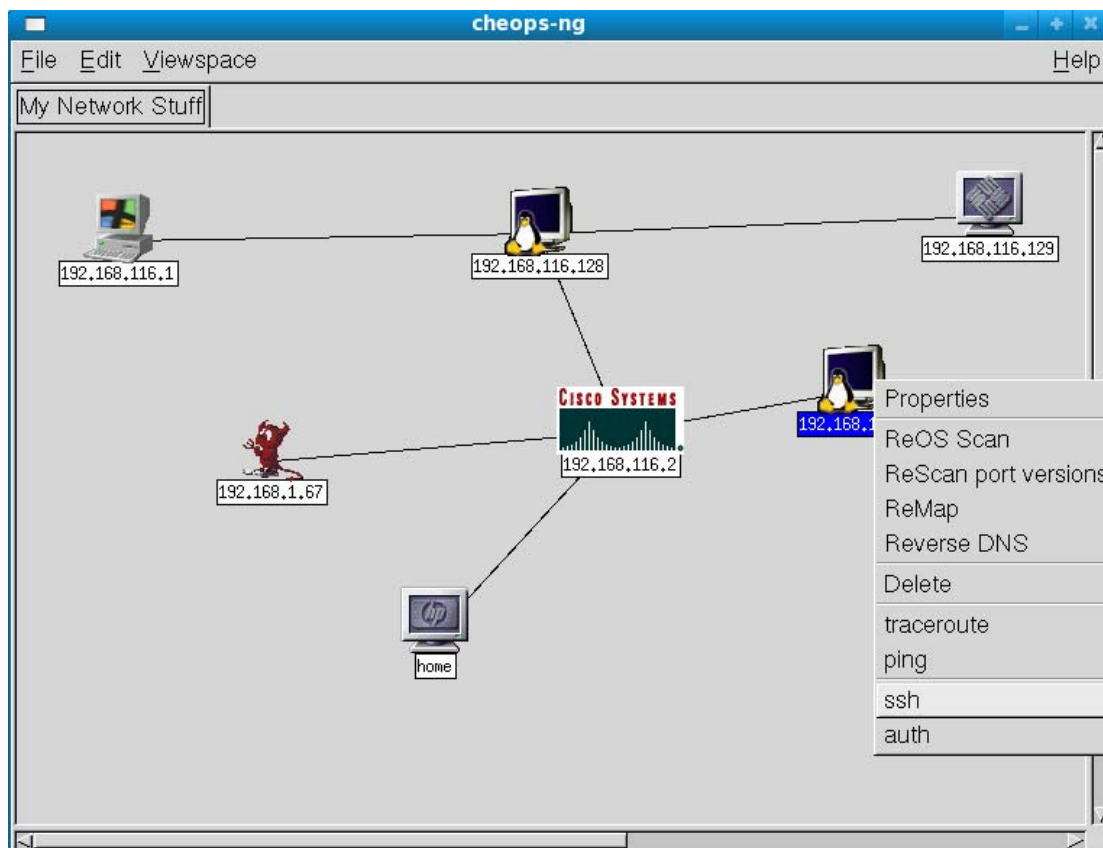 cheops-ng
File Edit Viewspace Help
My Network Stuff
192.168.116.1
192.168.116.128
192.168.116.129
CISCO SYSTEMS
192.168.116.2
192.168.1.67
hp
home
Properties
ReOS Scan
ReScan port versions
ReMap
Reverse DNS
Delete
traceroute
ping
ssh
auth